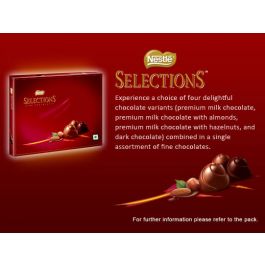 Nestlé
SELECTIONS
SELECTIONS
Experience a choice of four delightful
chocolate variants (premium milk chocolate,
premium milk chocolate with almonds,
premium milk chocolate with hazelnuts, and
dark chocolate) combined in a single
assortment of fine chocolates.
For further information please refer to the pack.